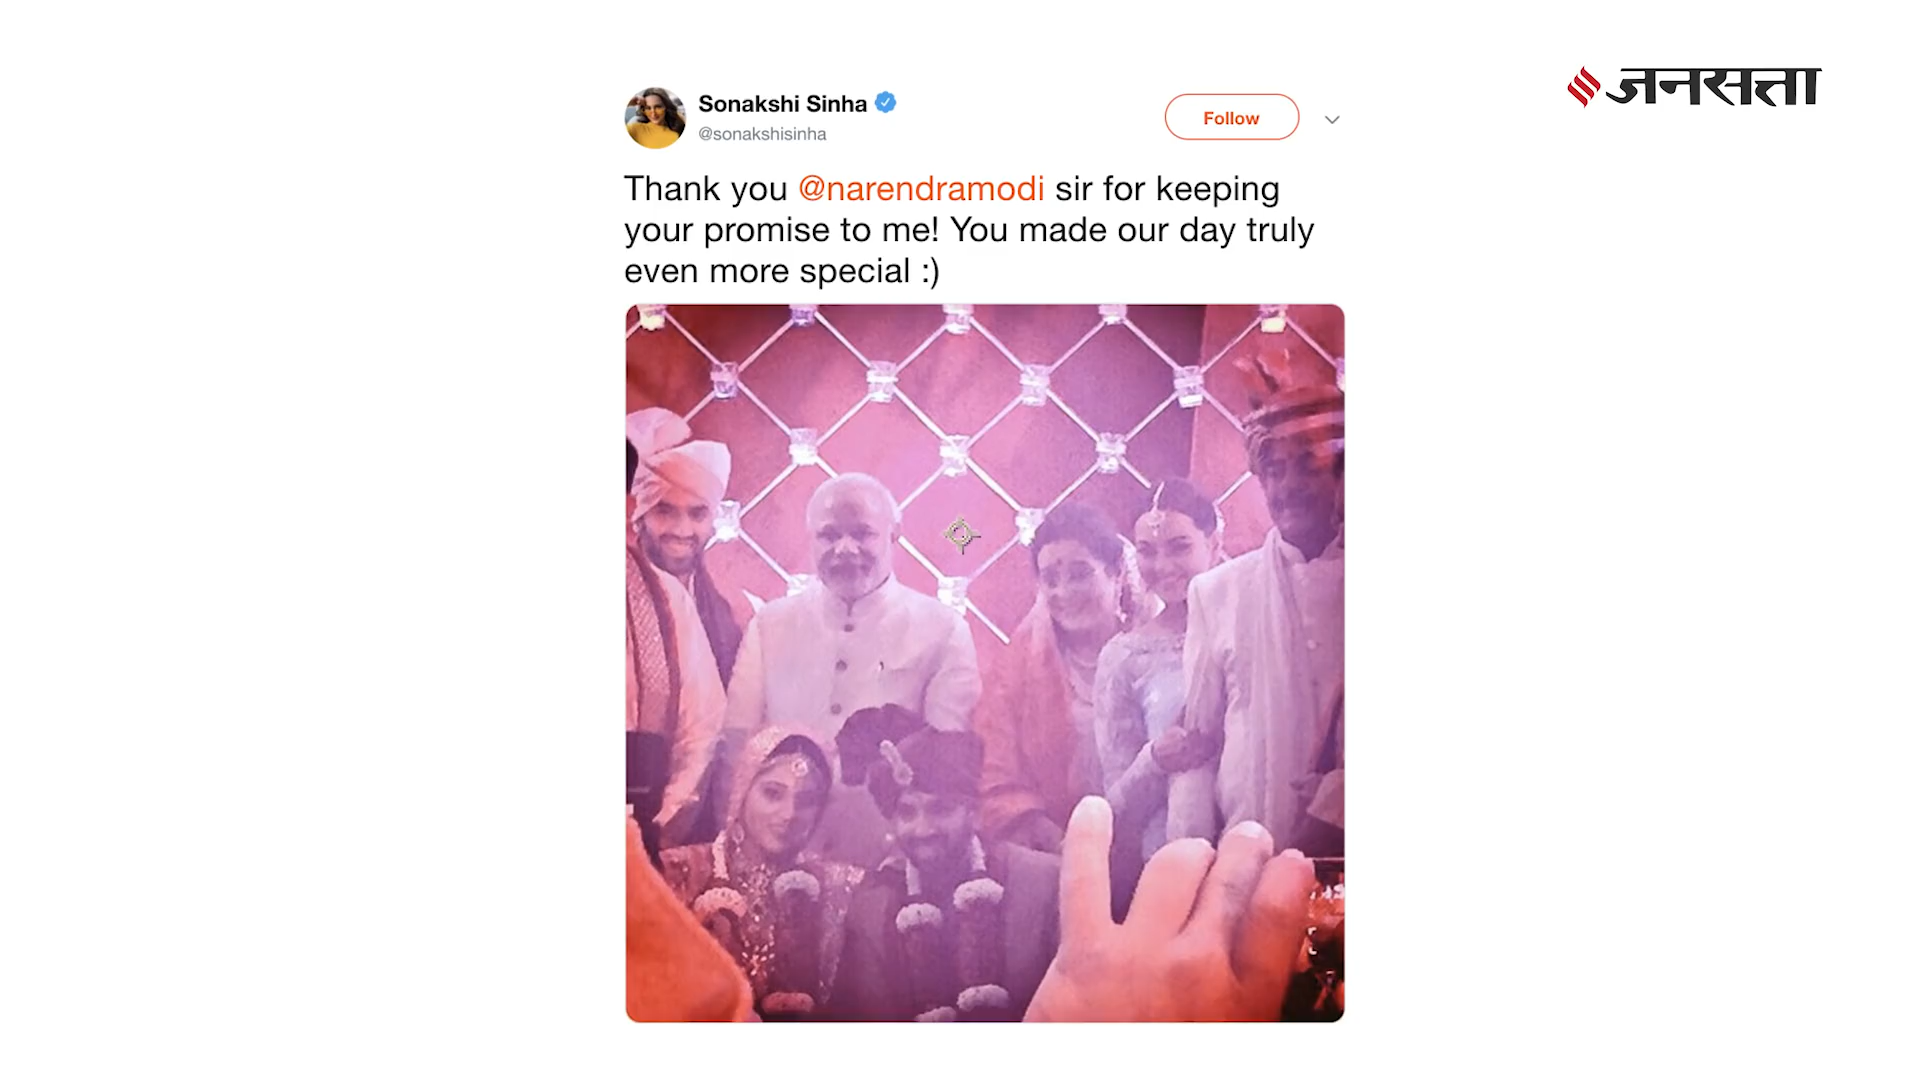 Sonakshi Sinha
@sonakshisinha
Follow
जनसत्ता
Thank you @narendramodi sir for keeping
your promise to me! You made our day truly
even more special :)